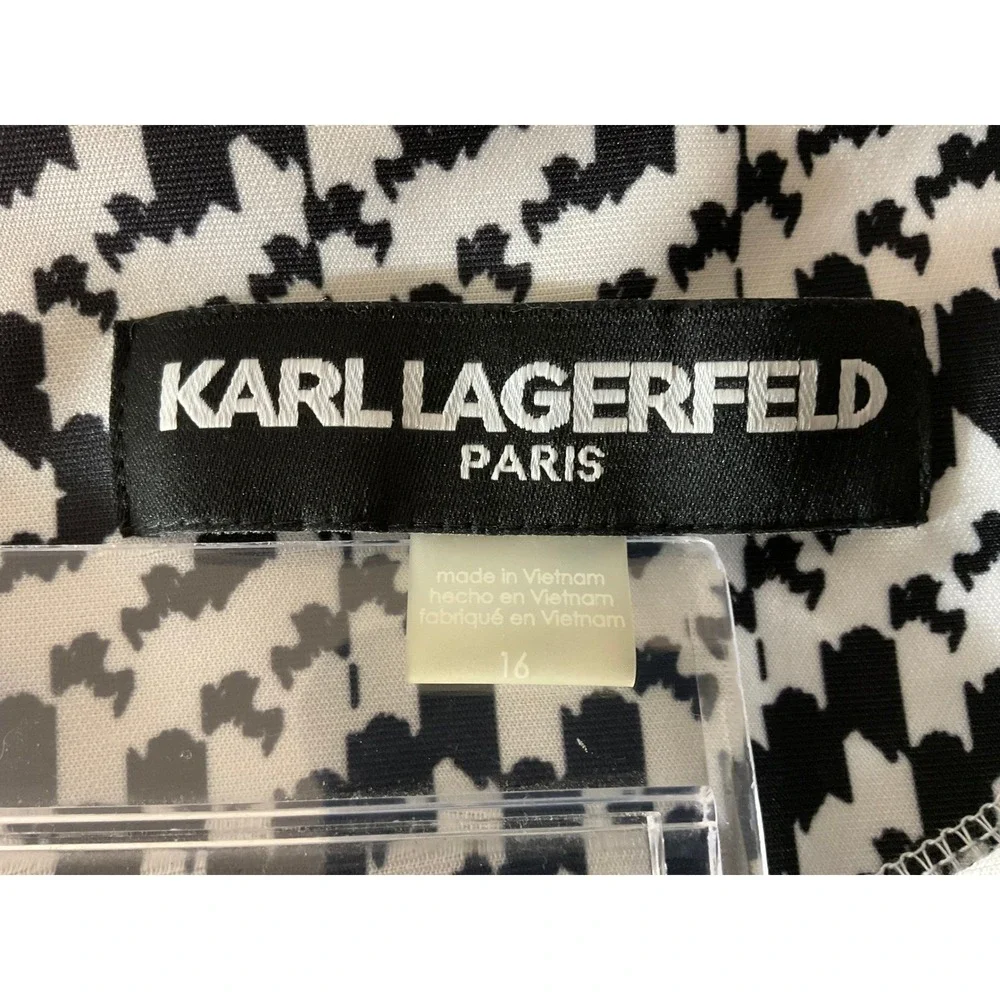 KARL LAGERFELD
PARIS
made in Vietnam
hecho en Vietnam
fabriqué en Vietnam
16